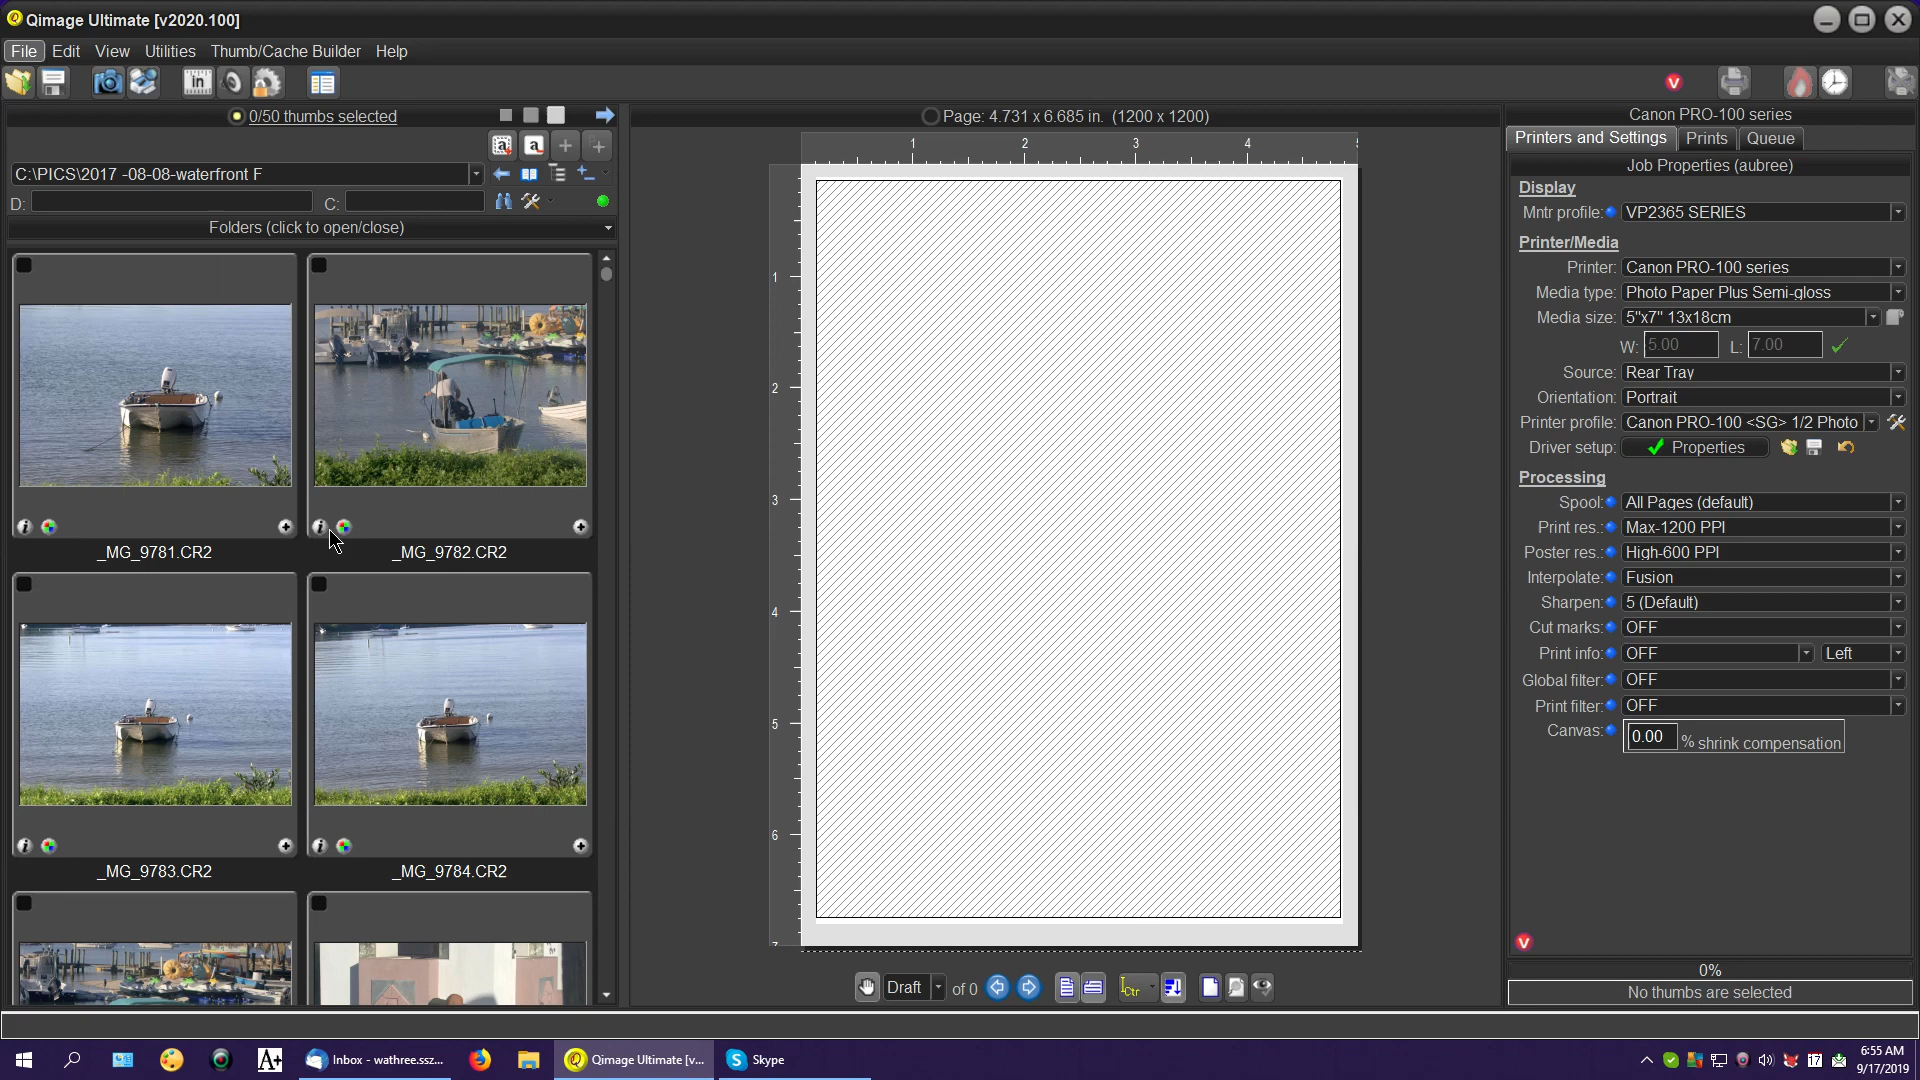 Qimage Ultimate [v2020.100]
File Edit View Utilities Thumb/Cache Builder Help
in
V
0/50 thumbs selected
Page: 4.731 x 6.685 in. (1200 x 1200)
Canon PRO-100 series
Printers and Settings Prints Queue
a a
C:\PICS\2017 -08-08-waterfront F
D: C:
Folders (click to open/close)
_MG_9781.CR2
_MG_9782.CR2
_MG_9783.CR2
_MG_9784.CR2
1 2 3 4
1
2
3
4
5
6
Draft of 0
Ctr
Job Properties (aubree)
Display
Mntr profile: VP2365 SERIES
Printer/Media
Printer: Canon PRO-100 series
Media type: Photo Paper Plus Semi-gloss
Media size: 5"x7" 13x18cm
W: 5.00 L: 7.00
Source: Rear Tray
Orientation: Portrait
Printer profile: Canon PRO-100 <SG> 1/2 Photo
Driver setup: Properties
Processing
Spool: All Pages (default)
Print res.: Max-1200 PPI
Poster res.: High-600 PPI
Interpolate: Fusion
Sharpen: 5 (Default)
Cut marks: OFF
Print info: OFF Left
Global filter: OFF
Print filter: OFF
Canvas: 0.00 % shrink compensation
V
0%
No thumbs are selected
A+ Inbox - wathree.ssz... Qimage Ultimate [v... Skype
17
6:55 AM
9/17/2019